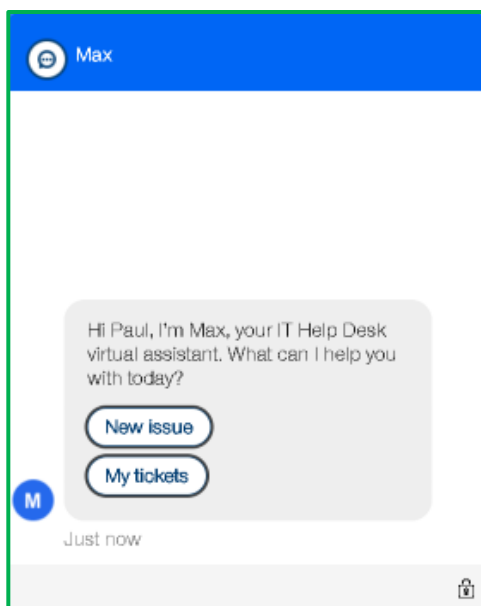 Max
Hi Paul, I'm Max, your IT Help Desk
virtual assistant. What can I help you
with today?
New issue
My tickets
M
Just now